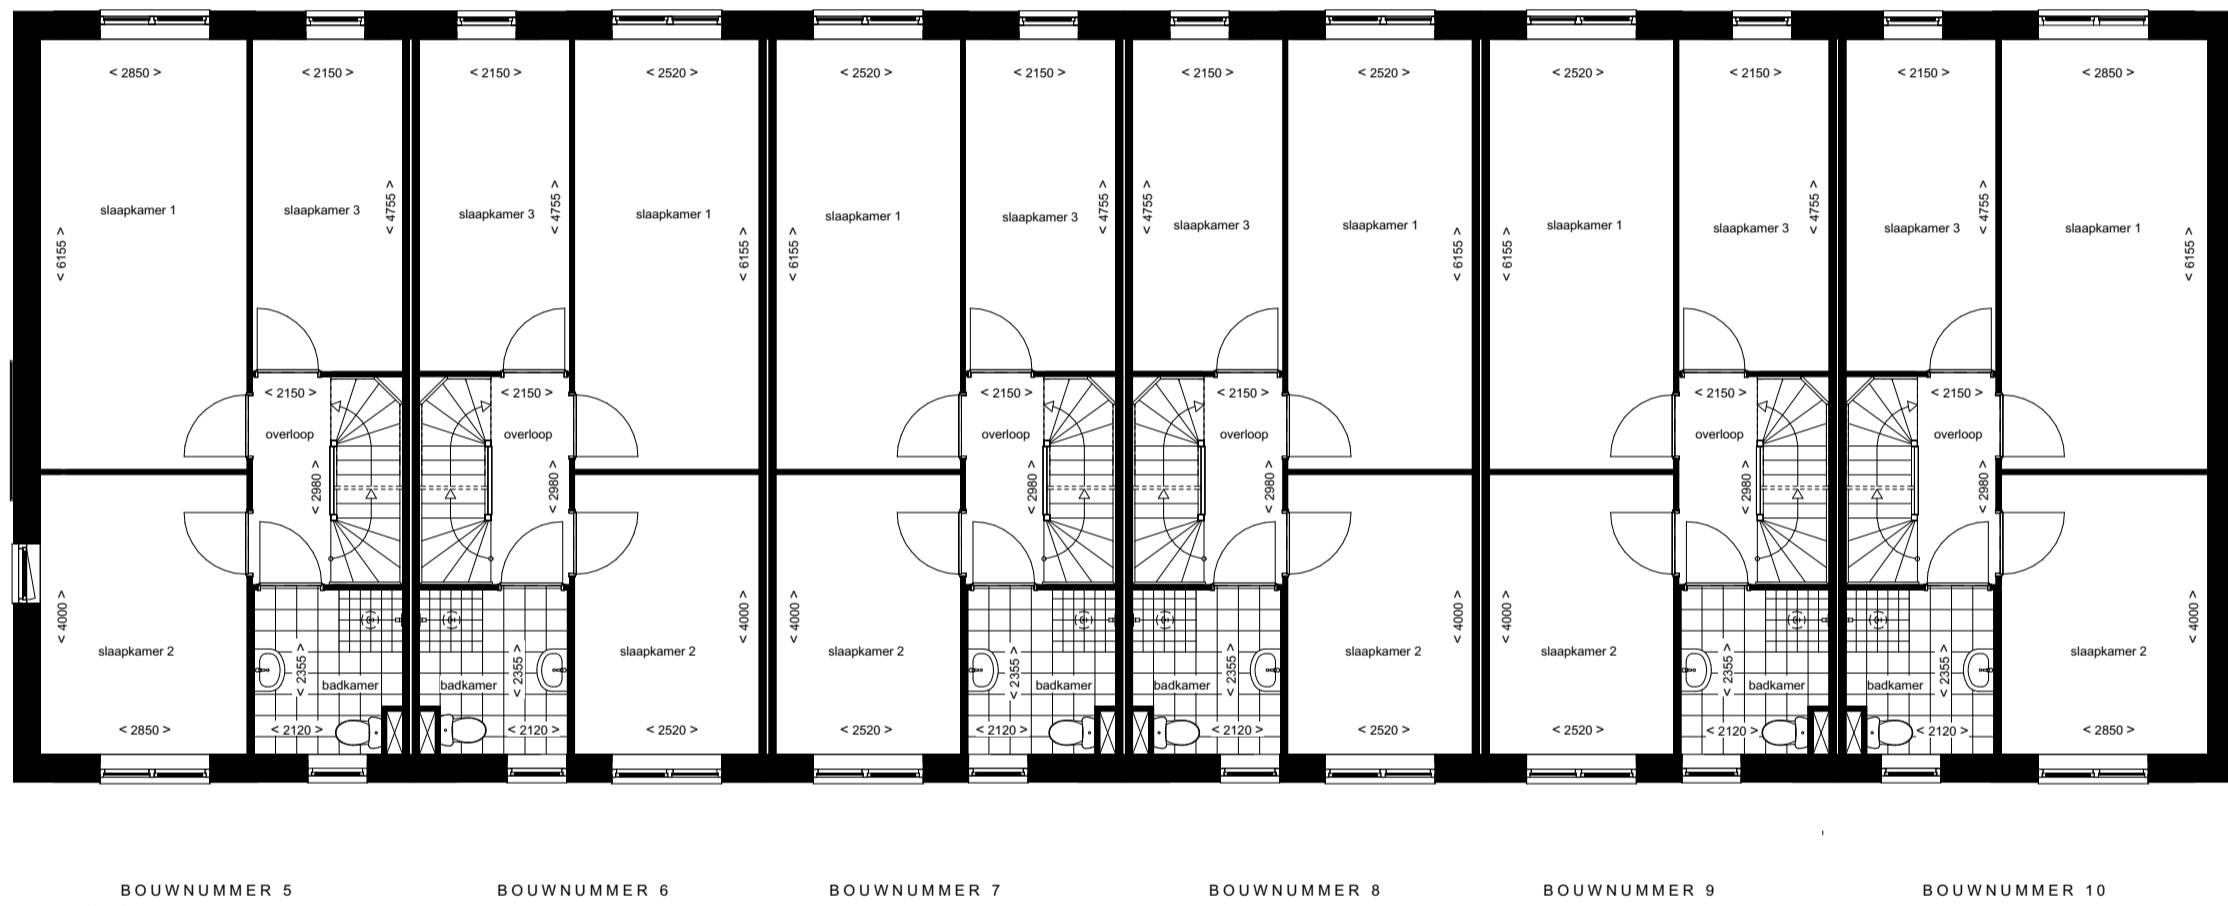 < 2850 > < 2150 > < 2150 > < 2520 > < 2520 > < 2150 > < 2150 > < 2520 > < 2520 > < 2150 > < 2150 > < 2850 >
< 4755 > < 4755 > < 4755 > < 4755 > < 4755 > < 4755 >
slaapkamer 1 slaapkamer 3 slaapkamer 3 slaapkamer 1 slaapkamer 1 slaapkamer 3 slaapkamer 3 slaapkamer 1 slaapkamer 1 slaapkamer 3 slaapkamer 3 slaapkamer 1
< 6155 > < 6155 > < 6155 > < 6155 > < 6155 > < 6155 >
< 2150 > < 2150 > < 2150 > < 2150 > < 2150 > < 2150 >
overloop overloop overloop overloop overloop overloop
< 2980 > < 2980 > < 2980 > < 2980 > < 2980 > < 2980 >
< 4000 > < 4000 > < 4000 > < 4000 > < 4000 > < 4000 >
slaapkamer 2 slaapkamer 2 slaapkamer 2 slaapkamer 2 slaapkamer 2 slaapkamer 2
< 2355 > < 2355 > < 2355 > < 2355 > < 2355 > < 2355 >
badkamer badkamer badkamer badkamer badkamer badkamer
< 2850 > < 2120 > < 2120 > < 2520 > < 2520 > < 2120 > < 2120 > < 2520 > < 2520 > < 2120 > < 2120 > < 2850 >
BOUWNUMMER 5 BOUWNUMMER 6 BOUWNUMMER 7 BOUWNUMMER 8 BOUWNUMMER 9 BOUWNUMMER 10